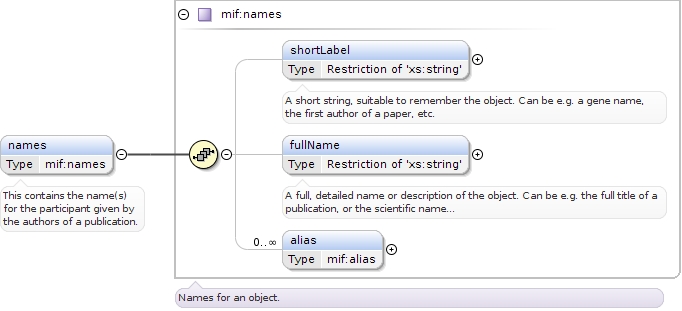 mif:names
shortLabel
Type Restriction of 'xs:string'
A short string, suitable to remember the object. Can be e.g. a gene name,
the first author of a paper, etc.
names
Type mif:names
This contains the name(s)
for the participant given by
the authors of a publication.
fullName
Type Restriction of 'xs:string'
A full, detailed name or description of the object. Can be e.g. the full title of a
publication, or the scientific name...
0..∞
alias
Type mif:alias
Names for an object.